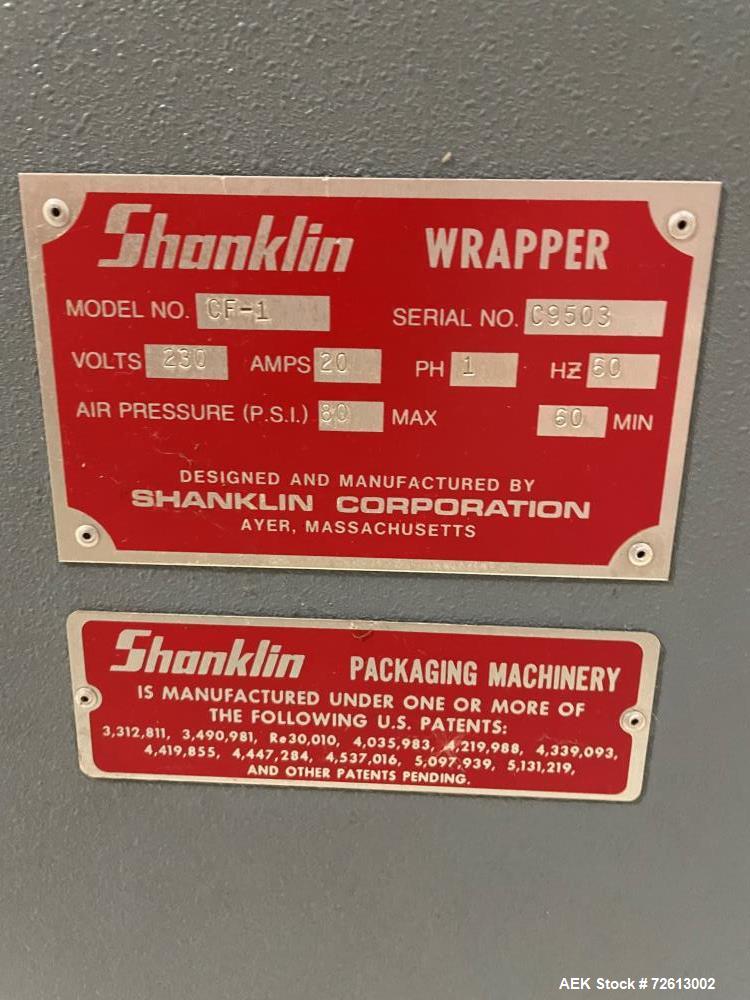 Shanklin WRAPPER
MODEL NO. CF-1 SERIAL NO. C9503
VOLTS 230 AMPS 20 PH 1 HZ 60
AIR PRESSURE (P.S.I.) 80 MAX 60 MIN
DESIGNED AND MANUFACTURED BY
SHANKLIN CORPORATION
AYER, MASSACHUSETTS
Shanklin PACKAGING MACHINERY
IS MANUFACTURED UNDER ONE OR MORE OF
THE FOLLOWING U.S. PATENTS:
3,312,811, 3,490,981, Re30,010, 4,035,983, 4,219,988, 4,339,093,
4,419,855, 4,447,284, 4,537,016, 5,097,939, 5,131,219,
AND OTHER PATENTS PENDING.
AEK Stock # 72613002